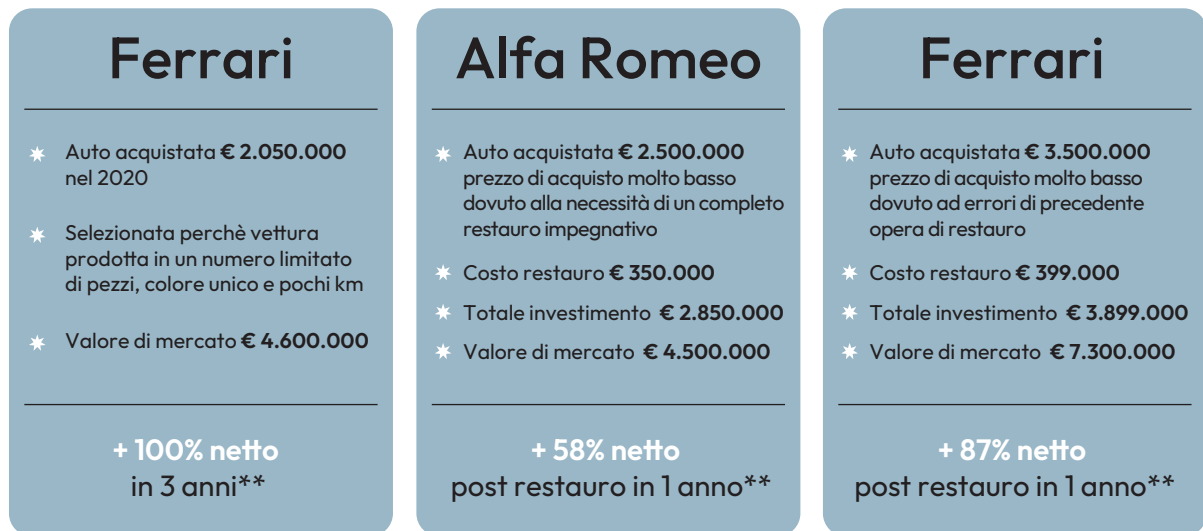 Ferrari
Auto acquistata € 2.050.000
nel 2020
Selezionata perchè vettura
prodotta in un numero limitato
di pezzi, colore unico e pochi km
Valore di mercato € 4.600.000
+ 100% netto
in 3 anni**
Alfa Romeo
Auto acquistata € 2.500.000
prezzo di acquisto molto basso
dovuto alla necessità di un completo
restauro impegnativo
Costo restauro € 350.000
Totale investimento € 2.850.000
Valore di mercato € 4.500.000
+ 58% netto
post restauro in 1 anno**
Ferrari
Auto acquistata € 3.500.000
prezzo di acquisto molto basso
dovuto ad errori di precedente
opera di restauro
Costo restauro € 399.000
Totale investimento € 3.899.000
Valore di mercato € 7.300.000
+ 87% netto
post restauro in 1 anno**